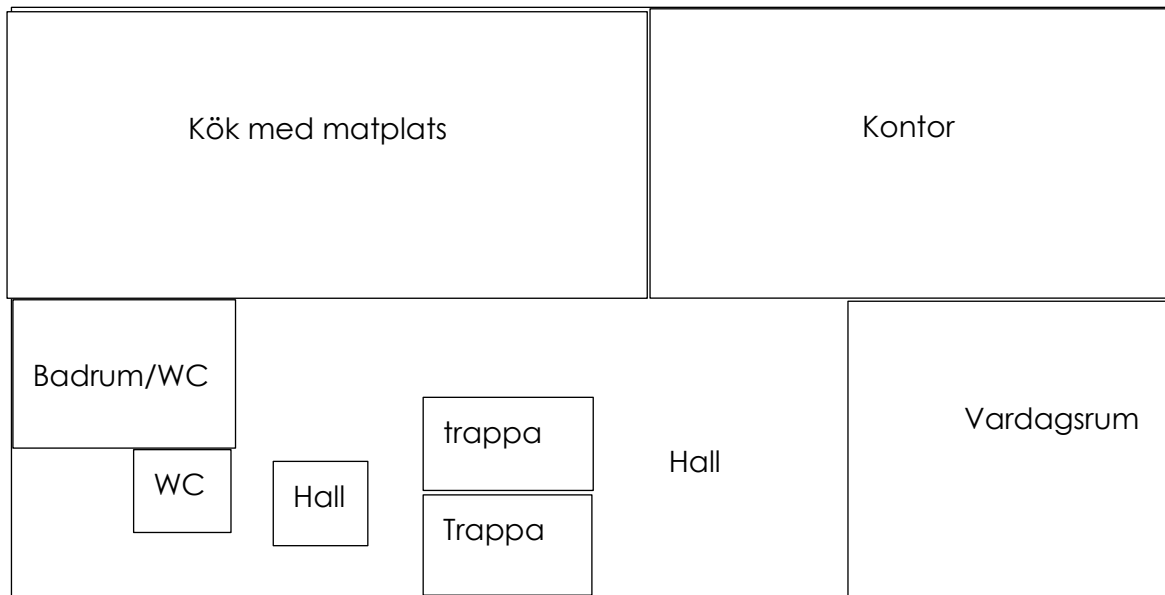 Kök med matplats
Kontor
Badrum/WC
trappa
Vardagsrum
Hall
WC
Hall
Trappa